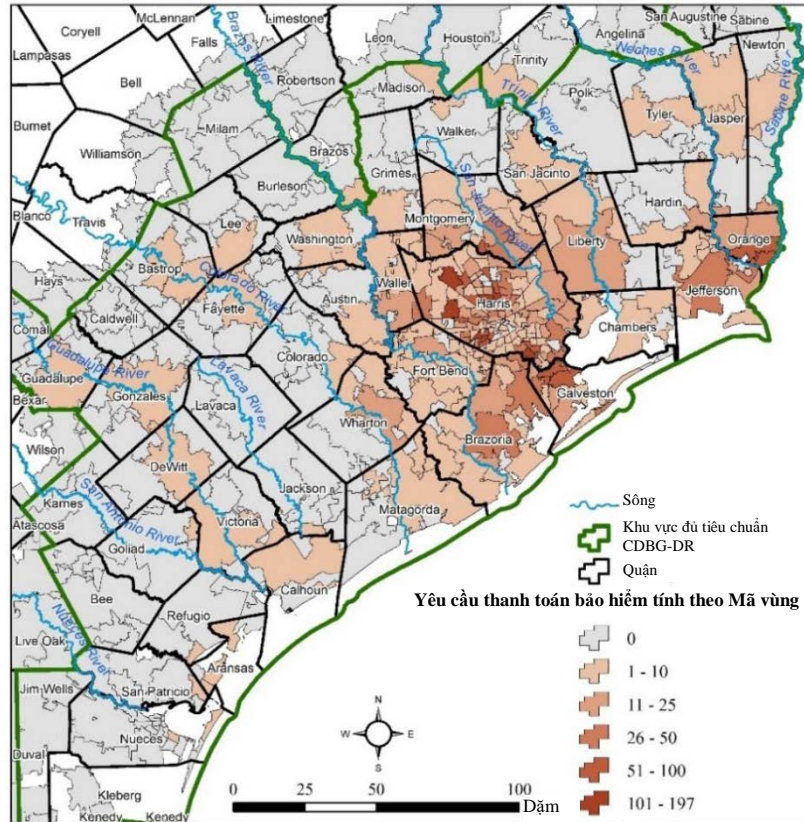 McLennan
Limestone
San Augustine
Sabine
Coryell
Brazos River
Leon
Houston
Angelina
Falls
Newton
Lampasas
Robertson
Trinity
Neches River
Bell
Madison
Trinity River
Polk
Sabine River
Burnet
Milam
Walker
Tyler
Jasper
Williamson
Brazos
Grimes
San Jacinto River
San Jacinto
Burleson
Blanco
Travis
Lee
Montgomery
Hardin
Washington
Liberty
Orange
Bastrop
Colorado River
Waller
Hays
Austin
Harris
Jefferson
Fayette
Caldwell
Chambers
Comal
Guadalupe River
Colorado
Fort Bend
Guadalupe
Lavaca River
Galveston
Bexar
Gonzales
Lavaca
Wharton
Brazoria
Wilson
DeWitt
Karnes
Jackson
San Antonio River
Matagorda
Sông
Atascosa
Victoria
Khu vực đủ tiêu chuẩn
CDBG-DR
Goliad
Calhoun
Quận
Bee
Yêu cầu thanh toán bảo hiểm tính theo Mã vùng
Nueces River
Refugio
0
Live Oak
Aransas
1 - 10
Jim Wells
San Patricio
11 - 25
N
W
E
S
Nueces
26 - 50
Duval
51 - 100
Kleberg
0
50
100
Dặm
101 - 197
Kenedy
Kenedy